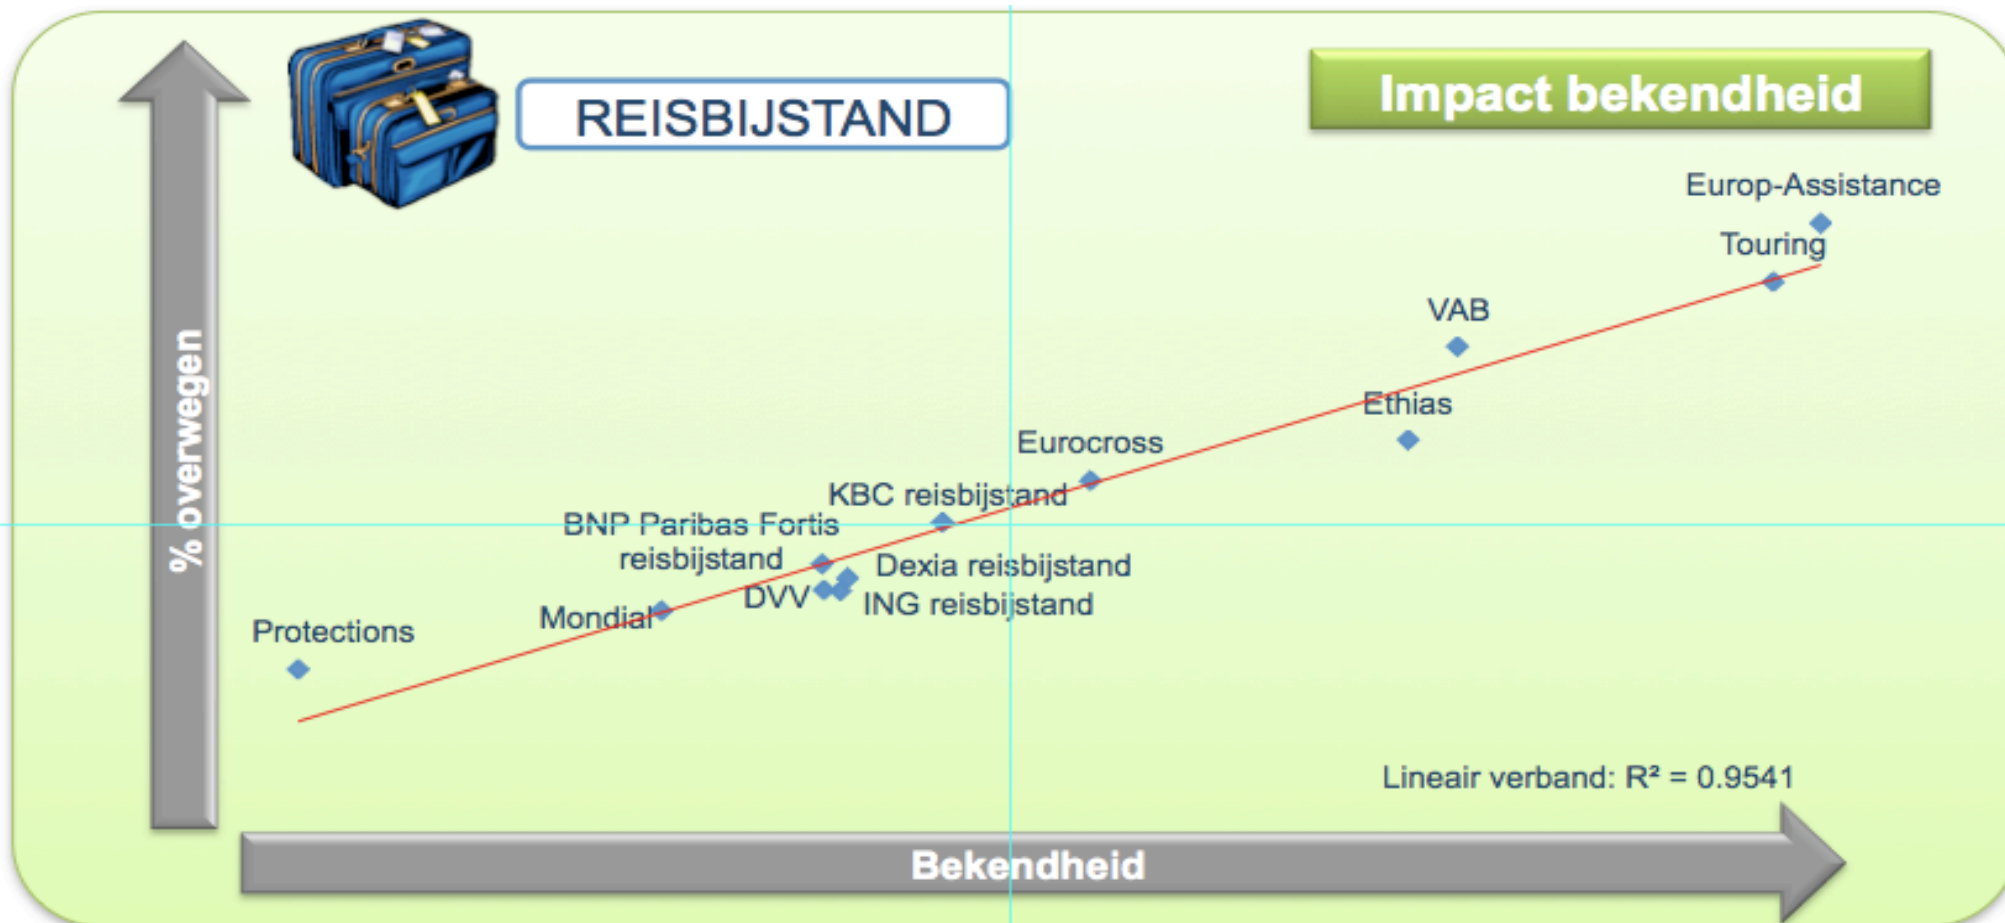 REISBIJSTAND
Impact bekendheid
Europ-Assistance
Touring
VAB
Ethias
Eurocross
KBC reisbijstand
BNP Paribas Fortis
reisbijstand
Dexia reisbijstand
DVV
ING reisbijstand
Mondial
Protections
% overwegen
Lineair verband: R² = 0.9541
Bekendheid